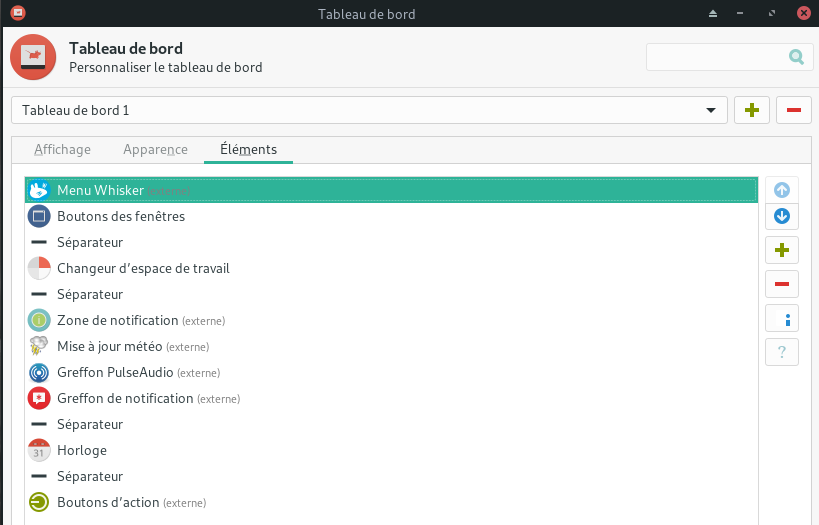 Tableau de bord
Tableau de bord
Personnaliser le tableau de bord
Tableau de bord 1
Affichage Apparence Éléments
Menu Whisker (externe)
Boutons des fenêtres
Séparateur
Changeur d’espace de travail
Séparateur
Zone de notification (externe)
Mise à jour météo (externe)
Greffon PulseAudio (externe)
Greffon de notification (externe)
Séparateur
31 Horloge
Séparateur
Boutons d’action (externe)